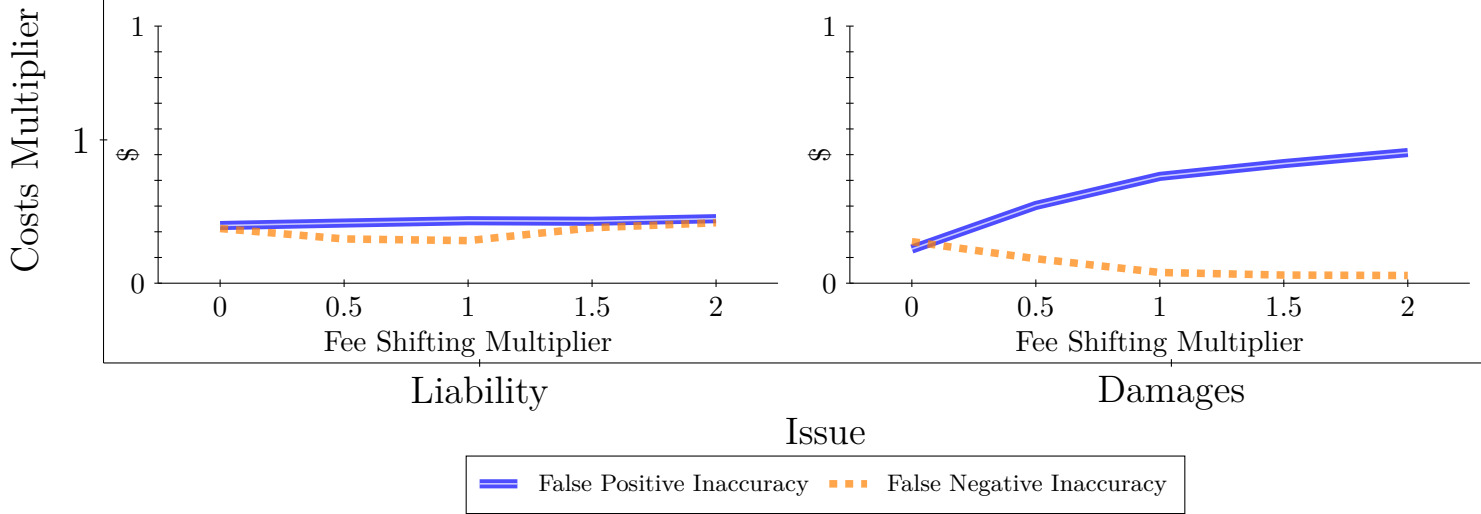 Costs Multiplier
1
1
$
0
0
0.5
1
1.5
2
Fee Shifting Multiplier
1
$
0
0
0.5
1
1.5
2
Fee Shifting Multiplier
Liability
Damages
Issue
False Positive Inaccuracy
False Negative Inaccuracy